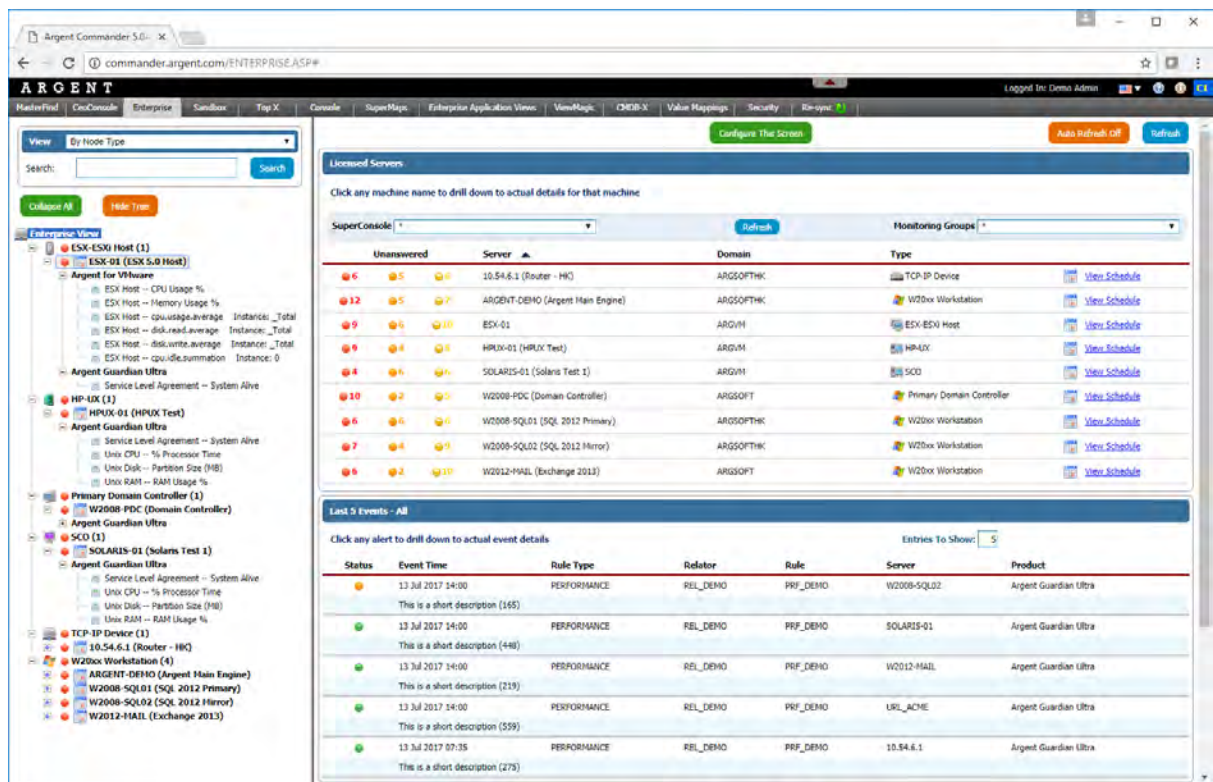 Argent Commander 5.0-
commander.argent.com/ENTERPRISE.ASP#
ARGENT
Logged In: Demo Admin
MasterFind GeoConsole Enterprise Sandbox Top X Console SuperMaps Enterprise Application Views ViewMagic CMDB-X Value Mappings Security Re-sync
View By Node Type
Search: Search
Collapse All Hide Tree
Enterprise View
ESX-ESXi Host (1)
ESX-01 (ESX 5.0 Host)
Argent for VMware
ESX Host -- CPU Usage %
ESX Host -- Memory Usage %
ESX Host -- cpu.usage.average Instance: _Total
ESX Host -- disk.read.average Instance: _Total
ESX Host -- disk.write.average Instance: _Total
ESX Host -- cpu.idle.summation Instance: 0
Argent Guardian Ultra
Service Level Agreement -- System Alive
HP-UX (1)
HPUX-01 (HPUX Test)
Argent Guardian Ultra
Service Level Agreement -- System Alive
Unix CPU -- % Processor Time
Unix Disk -- Partition Size (MB)
Unix RAM -- RAM Usage %
Primary Domain Controller (1)
W2008-PDC (Domain Controller)
Argent Guardian Ultra
SCO (1)
SOLARIS-01 (Solaris Test 1)
Argent Guardian Ultra
Service Level Agreement -- System Alive
Unix CPU -- % Processor Time
Unix Disk -- Partition Size (MB)
Unix RAM -- RAM Usage %
TCP-IP Device (1)
10.54.6.1 (Router - HK)
W20xx Workstation (4)
ARGENT-DEMO (Argent Main Engine)
W2008-SQL01 (SQL 2012 Primary)
W2008-SQL02 (SQL 2012 Mirror)
W2012-MAIL (Exchange 2013)
Configure This Screen Auto Refresh Off Refresh
Licensed Servers
Click any machine name to drill down to actual details for that machine
SuperConsole * Refresh Monitoring Groups *
Unanswered Server Domain Type
6 5 10.54.6.1 (Router - HK) ARGSOFTHK TCP-IP Device View Schedule
12 5 ARGENT-DEMO (Argent Main Engine) ARGSOFTHK W20xx Workstation View Schedule
9 6 10 ESX-01 ARGVM ESX-ESXi Host View Schedule
9 HPUX-01 (HPUX Test) ARGVM HP-UX View Schedule
4 6 SOLARIS-01 (Solaris Test 1) ARGVM SCO View Schedule
10 2 W2008-PDC (Domain Controller) ARGSOFT Primary Domain Controller View Schedule
6 6 W2008-SQL01 (SQL 2012 Primary) ARGSOFTHK W20xx Workstation View Schedule
7 4 9 W2008-SQL02 (SQL 2012 Mirror) ARGSOFTHK W20xx Workstation View Schedule
6 2 10 W2012-MAIL (Exchange 2013) ARGSOFT W20xx Workstation View Schedule
Last 5 Events - All
Click any alert to drill down to actual event details Entries To Show: 5
Status Event Time Rule Type Relator Rule Server Product
13 Jul 2017 14:00 PERFORMANCE REL_DEMO PRF_DEMO W2008-SQL02 Argent Guardian Ultra
This is a short description (165)
13 Jul 2017 14:00 PERFORMANCE REL_DEMO PRF_DEMO SOLARIS-01 Argent Guardian Ultra
This is a short description (448)
13 Jul 2017 14:00 PERFORMANCE REL_DEMO PRF_DEMO W2012-MAIL Argent Guardian Ultra
This is a short description (219)
13 Jul 2017 14:00 PERFORMANCE REL_DEMO PRF_DEMO URL_ACME Argent Guardian Ultra
This is a short description (559)
13 Jul 2017 07:35 PERFORMANCE REL_DEMO PRF_DEMO 10.54.6.1 Argent Guardian Ultra
This is a short description (275)